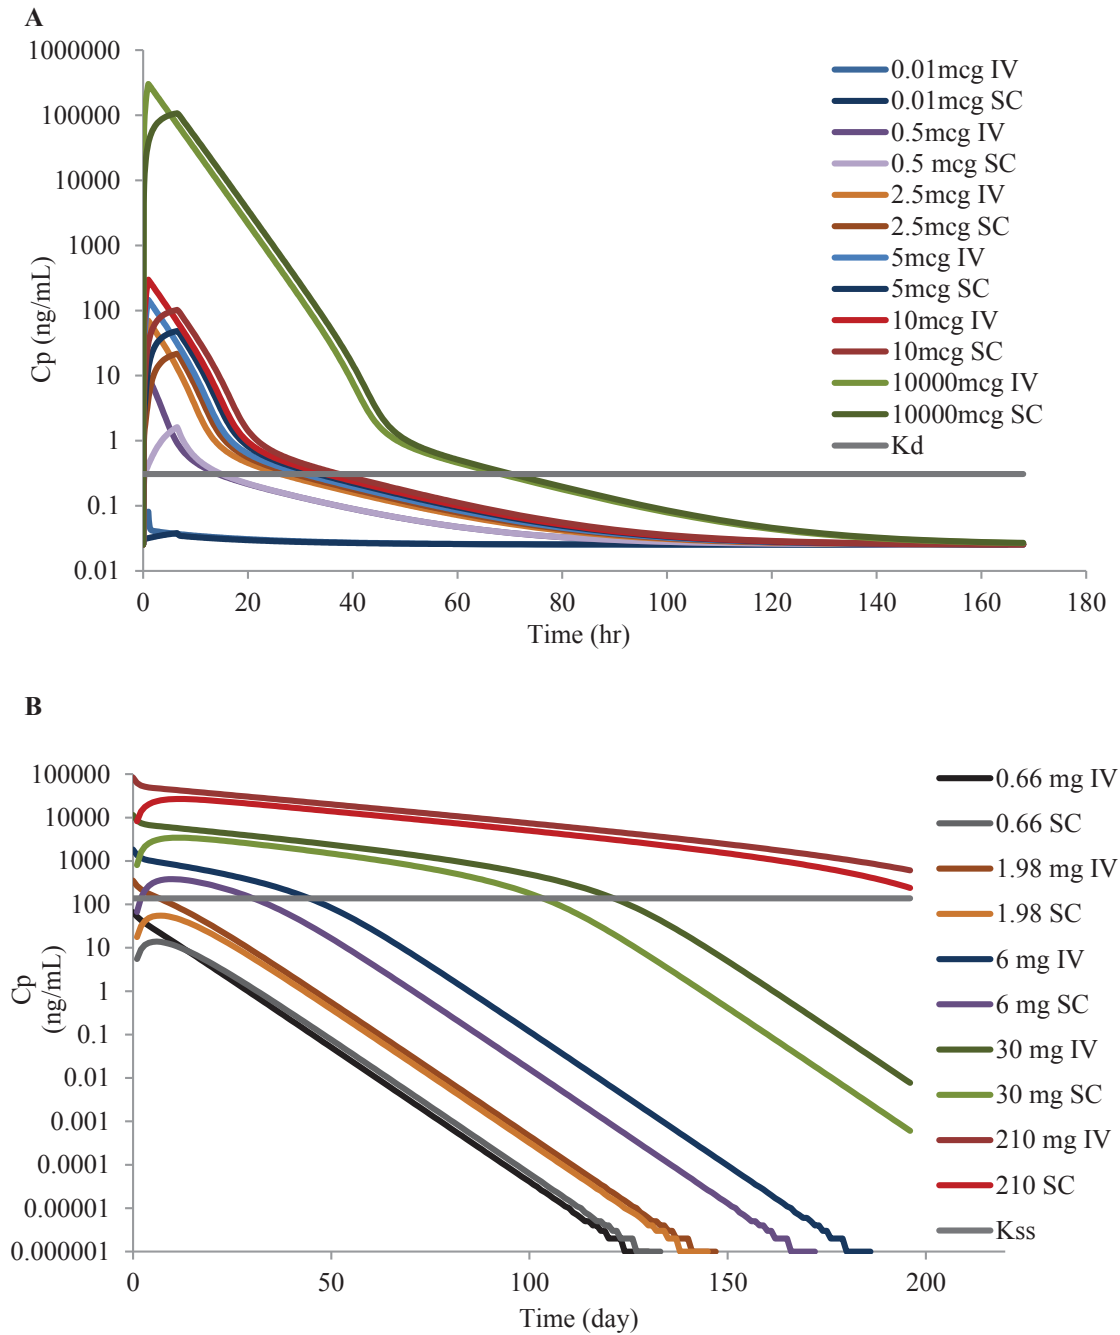 A
1000000
100000
10000
1000
100
10
1
0.1
0.01
Cp (ng/mL)
0 20 40 60 80 100 120 140 160 180
Time (hr)
0.01mcg IV
0.01mcg SC
0.5mcg IV
0.5 mcg SC
2.5mcg IV
2.5mcg SC
5mcg IV
5mcg SC
10mcg IV
10mcg SC
10000mcg IV
10000mcg SC
Kd
B
100000
10000
1000
100
10
1
0.1
0.01
0.001
0.0001
0.00001
0.000001
Cp
(ng/mL)
0 50 100 150 200
Time (day)
0.66 mg IV
0.66 SC
1.98 mg IV
1.98 SC
6 mg IV
6 mg SC
30 mg IV
30 mg SC
210 mg IV
210 SC
Kss